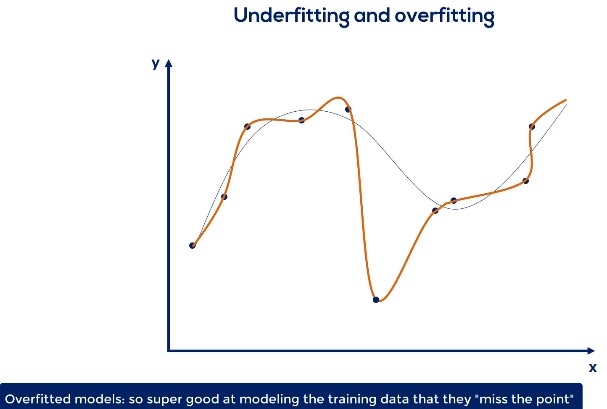 Underfitting and overfitting
y
x
Overfitted models: so super good at modeling the training data that they "miss the point"